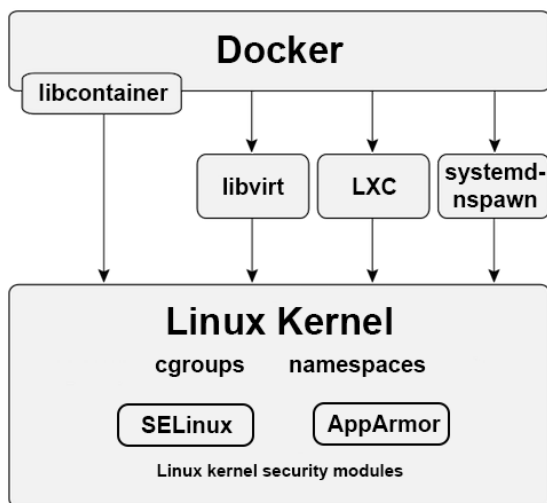 Docker
libcontainer
libvirt
LXC
systemd-
nspawn
Linux Kernel
cgroups namespaces
SELinux AppArmor
Linux kernel security modules